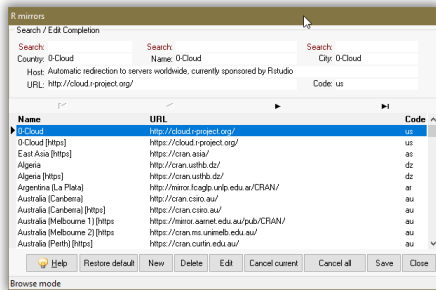 R mirrors
Search / Edit Completion
Search: Search: Search:
Country: 0-Cloud Name: 0-Cloud City: 0-Cloud
Host: Automatic redirection to servers worldwide, currently sponsored by Rstudio
URL: http://cloud.r-project.org/ Code: us
Name URL Code
0-Cloud http://cloud.r-project.org/ us
0-Cloud [https] https://cloud.r-project.org/ us
East Asia [https] https://cran.asia/ as
Algeria http://cran.usthb.dz/ dz
Algeria [https] https://cran.usthb.dz/ dz
Argentina (La Plata) http://mirror.fcaglp.unlp.edu.ar/CRAN/ ar
Australia (Canberra) http://cran.csiro.au/ au
Australia (Canberra) [https] https://cran.csiro.au/ au
Australia (Melbourne 1) [https https://mirror.aarnet.edu.au/pub/CRAN/ au
Australia (Melbourne 2) [https https://cran.ms.unimelb.edu.au/ au
Australia (Perth) [https] https://cran.curtin.edu.au/ au
Help Restore default New Delete Edit Cancel current Cancel all Save Close
Browse mode